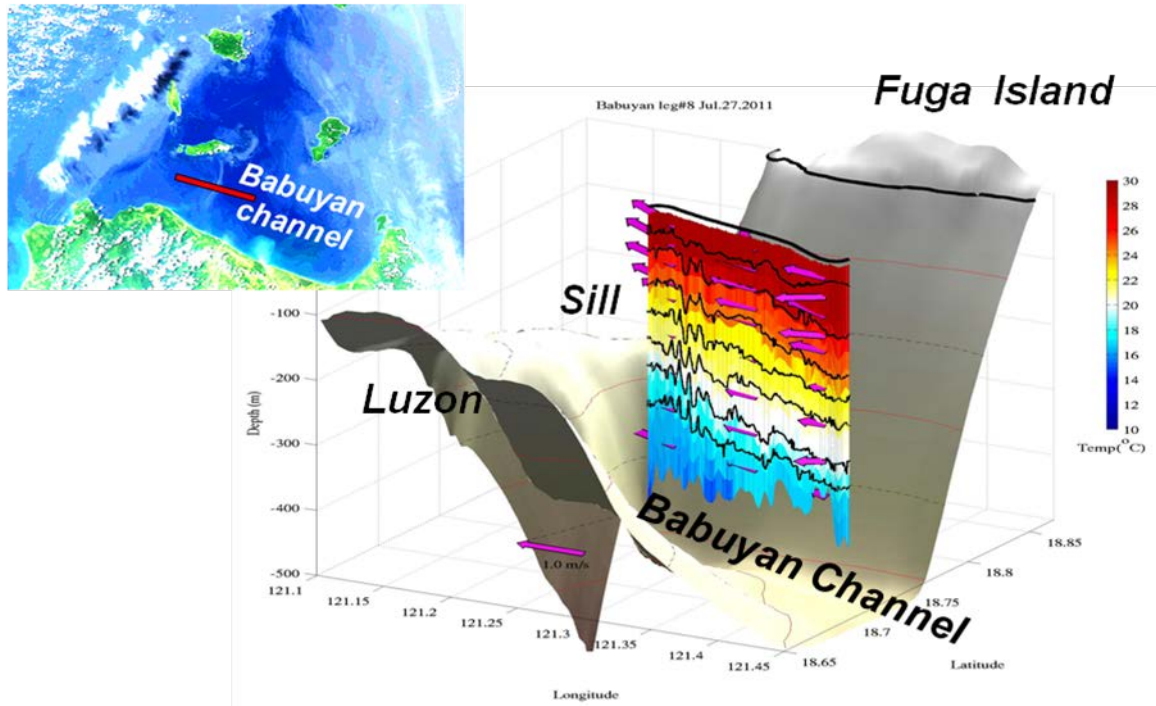 Babuyan
channel
Babuyan leg#8 Jul.27.2011
Fuga Island
Sill
Luzon
Babuyan Channel
30
28
26
24
22
20
18
16
14
12
10
Temp(°C)
-100
-200
-300
-400
-500
Depth (m)
1.0 m/s
121.1
121.15
121.2
121.25
121.3
121.35
121.4
121.45
Longitude
18.65
18.7
18.75
18.8
18.85
Latitude